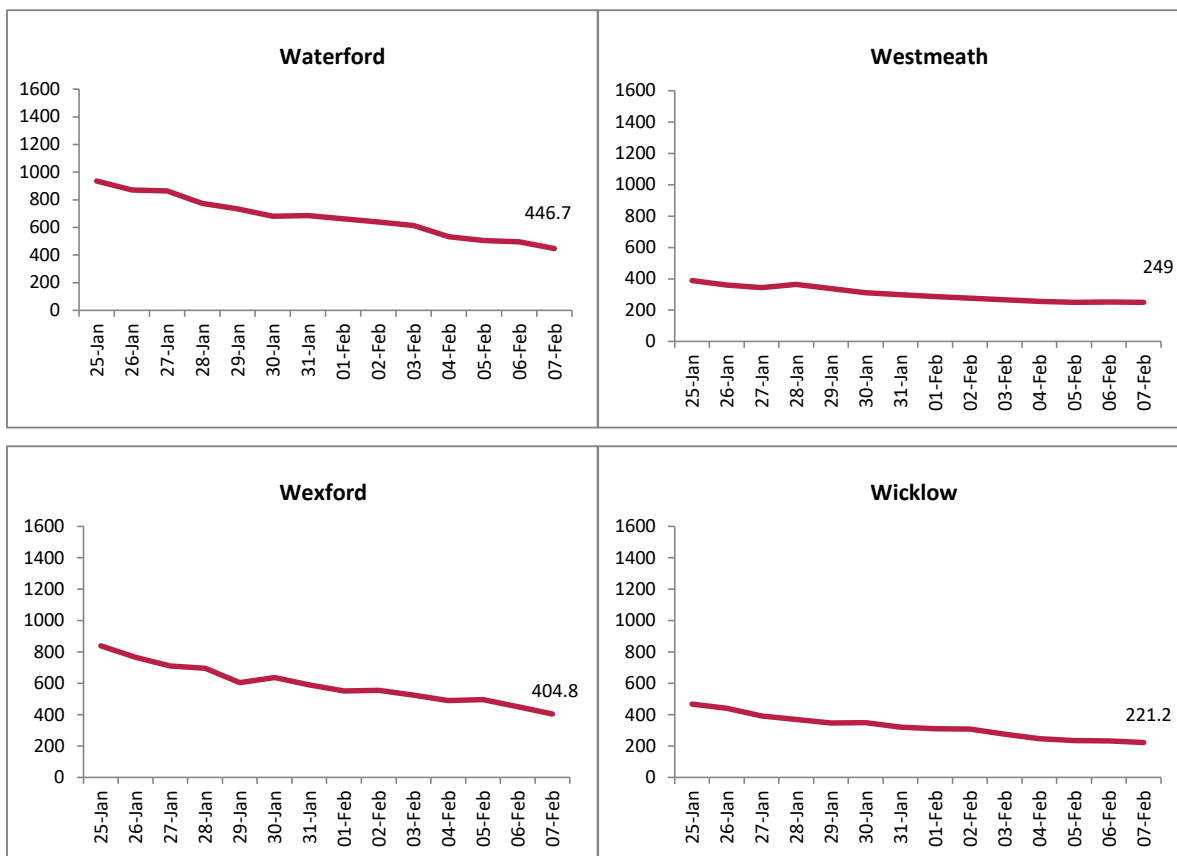 Waterford
1600
1400
1200
1000
800
600
400
200
0
446.7
25-Jan
26-Jan
27-Jan
28-Jan
29-Jan
30-Jan
31-Jan
01-Feb
02-Feb
03-Feb
04-Feb
05-Feb
06-Feb
07-Feb
Westmeath
1600
1400
1200
1000
800
600
400
200
0
249
25-Jan
26-Jan
27-Jan
28-Jan
29-Jan
30-Jan
31-Jan
01-Feb
02-Feb
03-Feb
04-Feb
05-Feb
06-Feb
07-Feb
Wexford
1600
1400
1200
1000
800
600
400
200
0
404.8
25-Jan
26-Jan
27-Jan
28-Jan
29-Jan
30-Jan
31-Jan
01-Feb
02-Feb
03-Feb
04-Feb
05-Feb
06-Feb
07-Feb
Wicklow
1600
1400
1200
1000
800
600
400
200
0
221.2
25-Jan
26-Jan
27-Jan
28-Jan
29-Jan
30-Jan
31-Jan
01-Feb
02-Feb
03-Feb
04-Feb
05-Feb
06-Feb
07-Feb